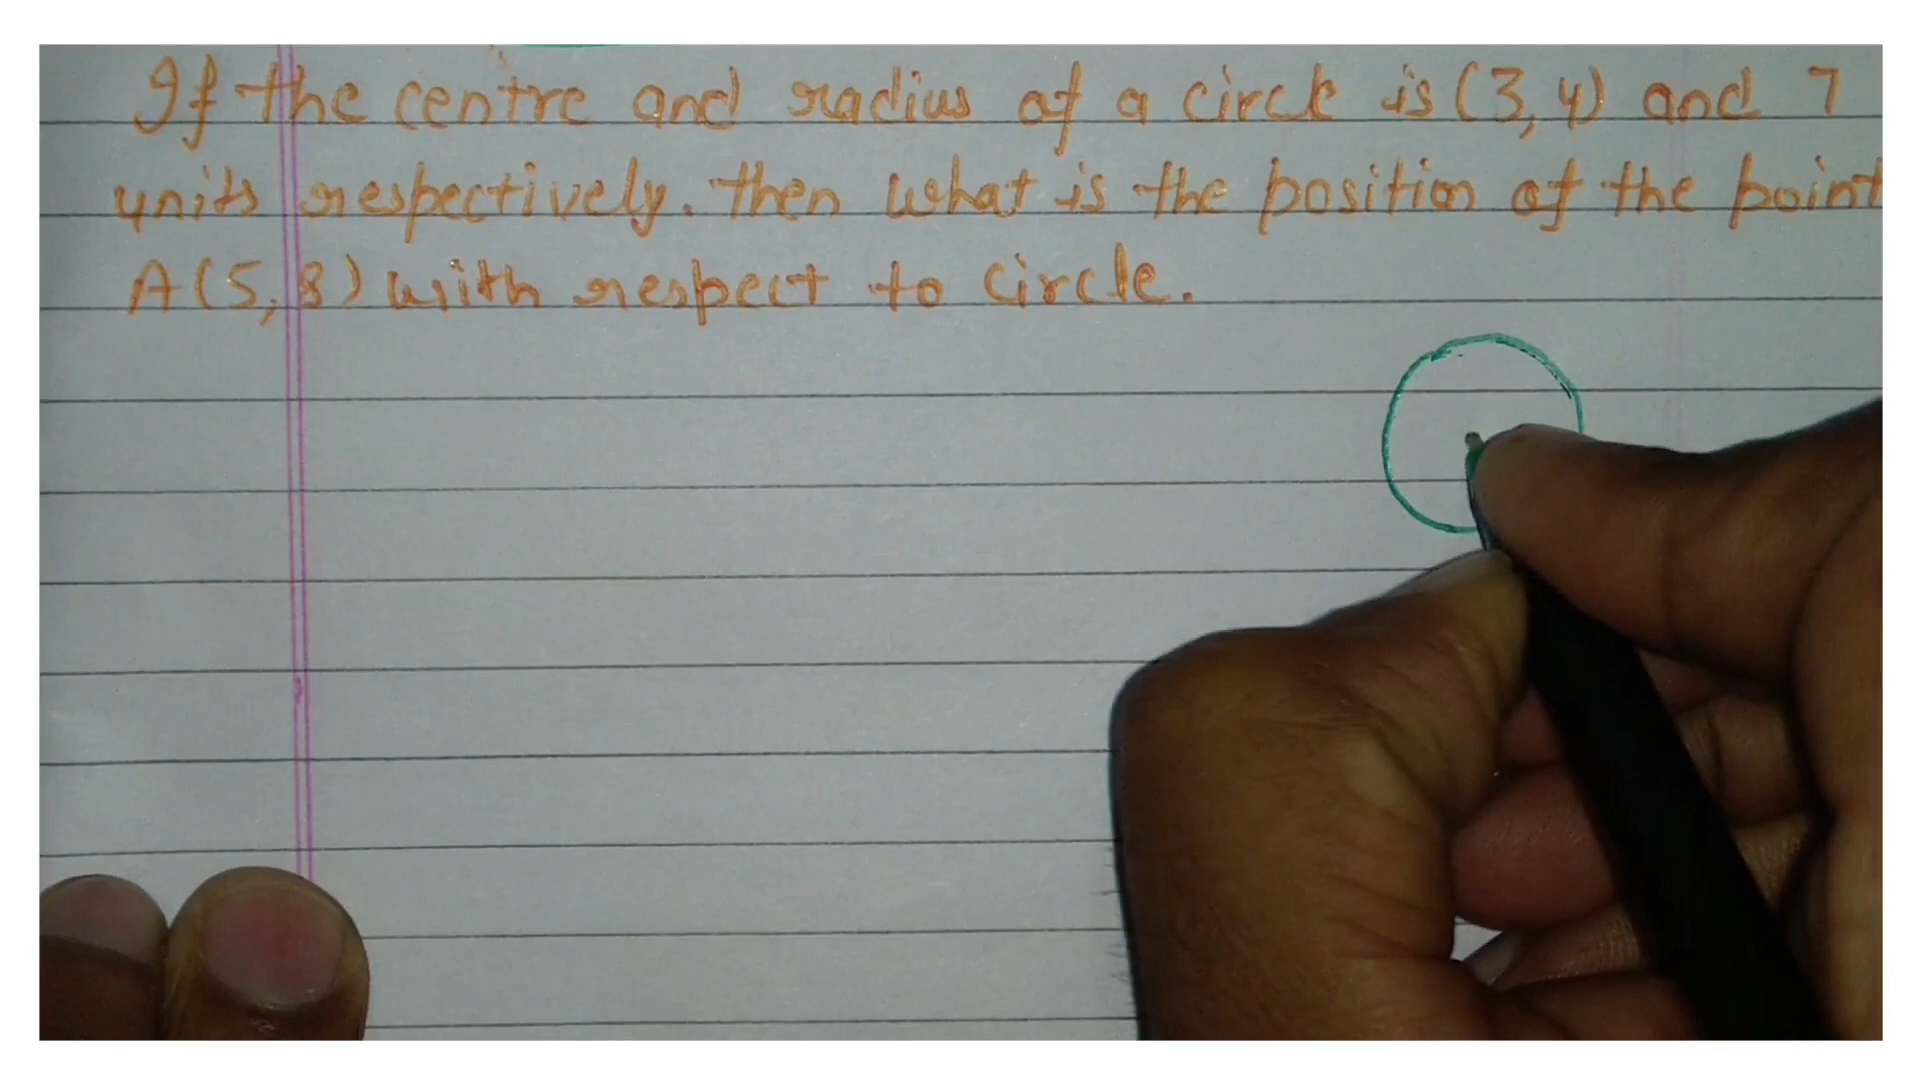 If the centre and radius of a circle is (3,4) and 7
units respectively. then what is the position of the point
A(5,8) with respect to circle.